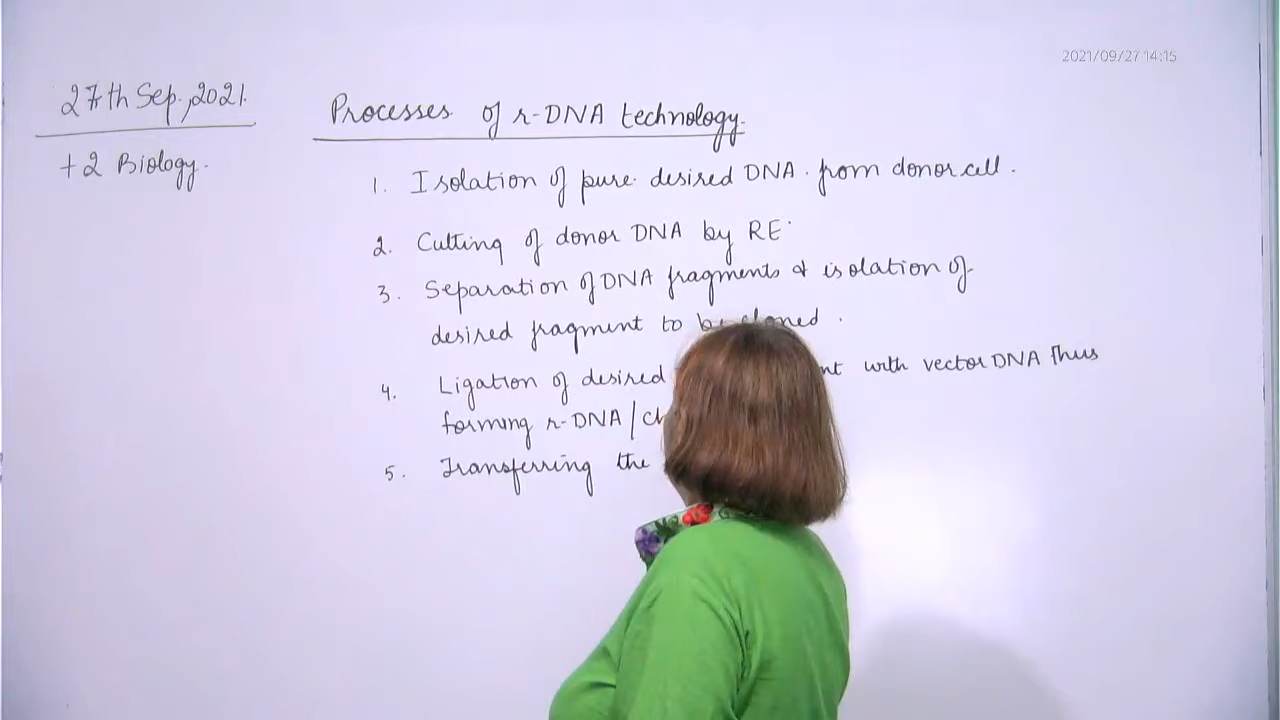 2021/09/27 14:15
27th Sep., 2021.
Processes of r-DNA technology.
+2 Biology.
1. Isolation of pure desired DNA. from donor cell.
2. Cutting of donor DNA by RE.
3. Separation of DNA fragments & isolation of
desired fragment to be cloned.
4. Ligation of desired with vector DNA thus
forming r-DNA/
5. Transferring the